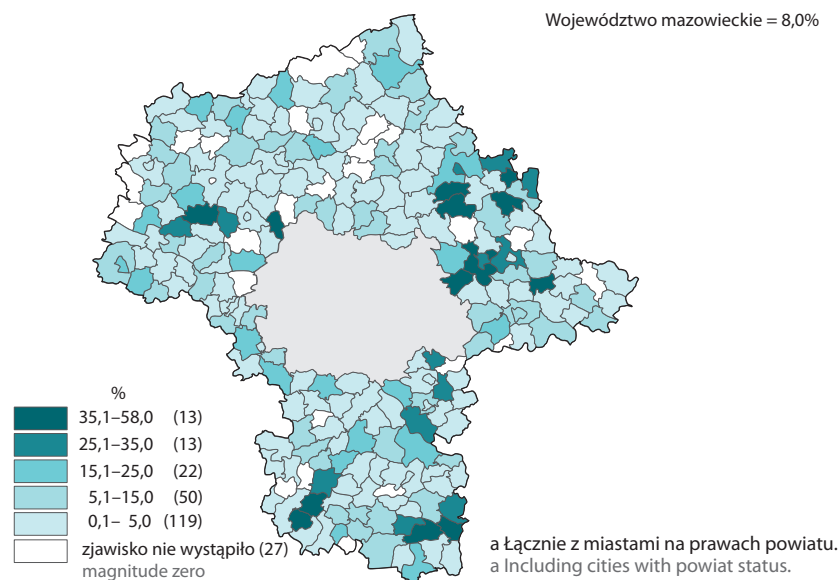 Województwo mazowieckie = 8,0%
%
35,1–58,0 (13)
25,1–35,0 (13)
15,1–25,0 (22)
5,1–15,0 (50)
0,1– 5,0 (119)
zjawisko nie wystąpiło (27)
magnitude zero
a Łącznie z miastami na prawach powiatu.
a Including cities with powiat status.